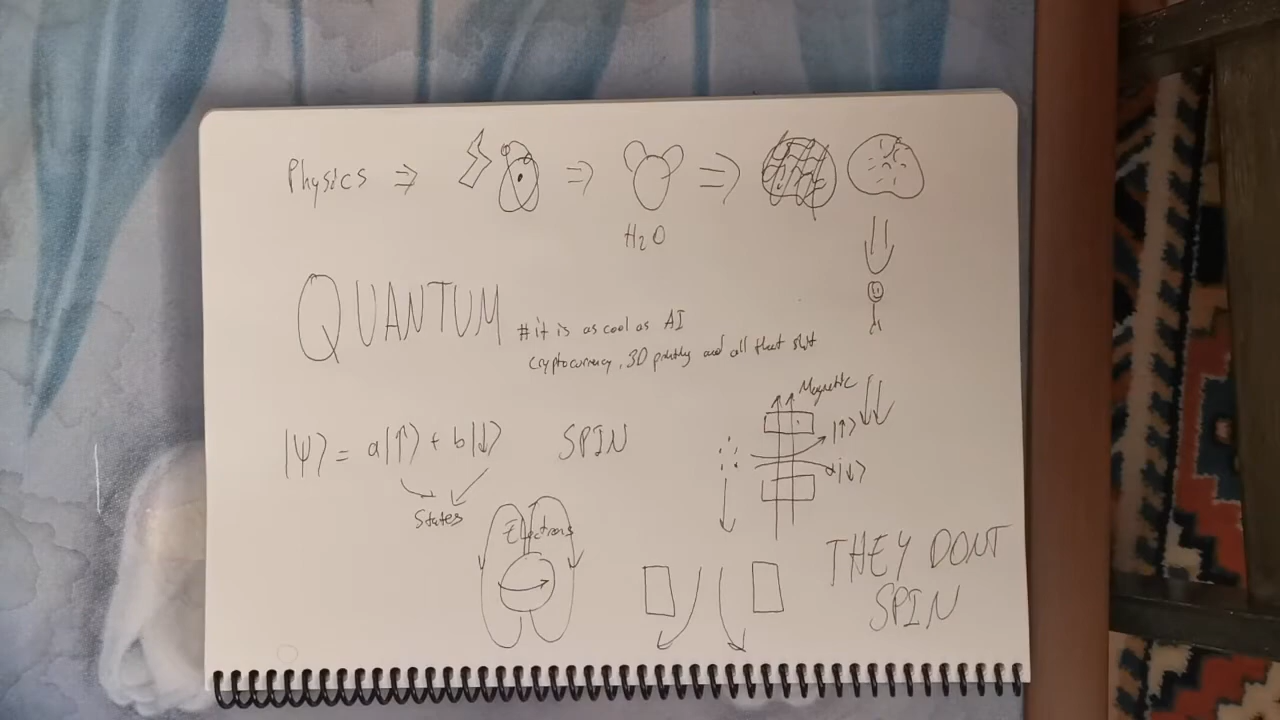 Physics ⇒ ⇒ ⇒
H₂O
QUANTUM
#it is as cool as AI
cryptocurrency, 3D printing and all that shit
Magnetic
|Ψ⟩ = a|↑⟩ + b|↓⟩
SPIN
|↑⟩
|↓⟩
States
Electrons
THEY DONT
SPIN